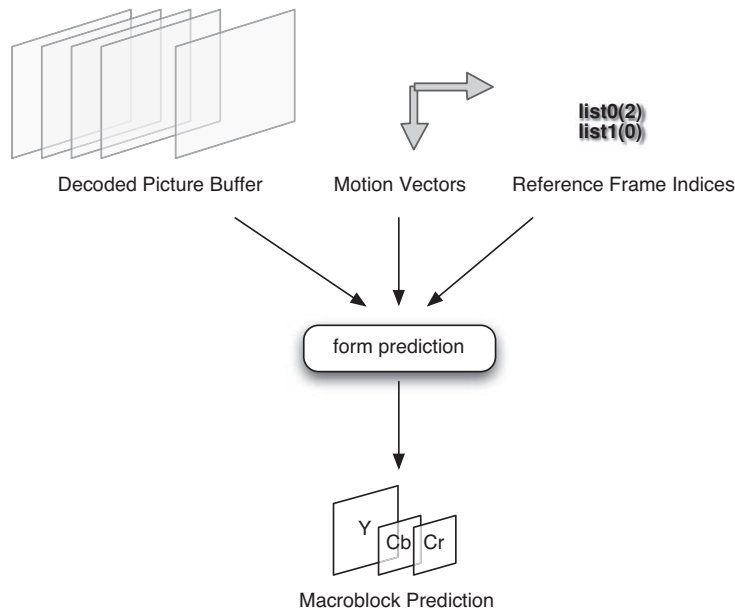 list0(2)
list1(0)
Decoded Picture Buffer
Motion Vectors
Reference Frame Indices
form prediction
Y
Cb
Cr
Macroblock Prediction